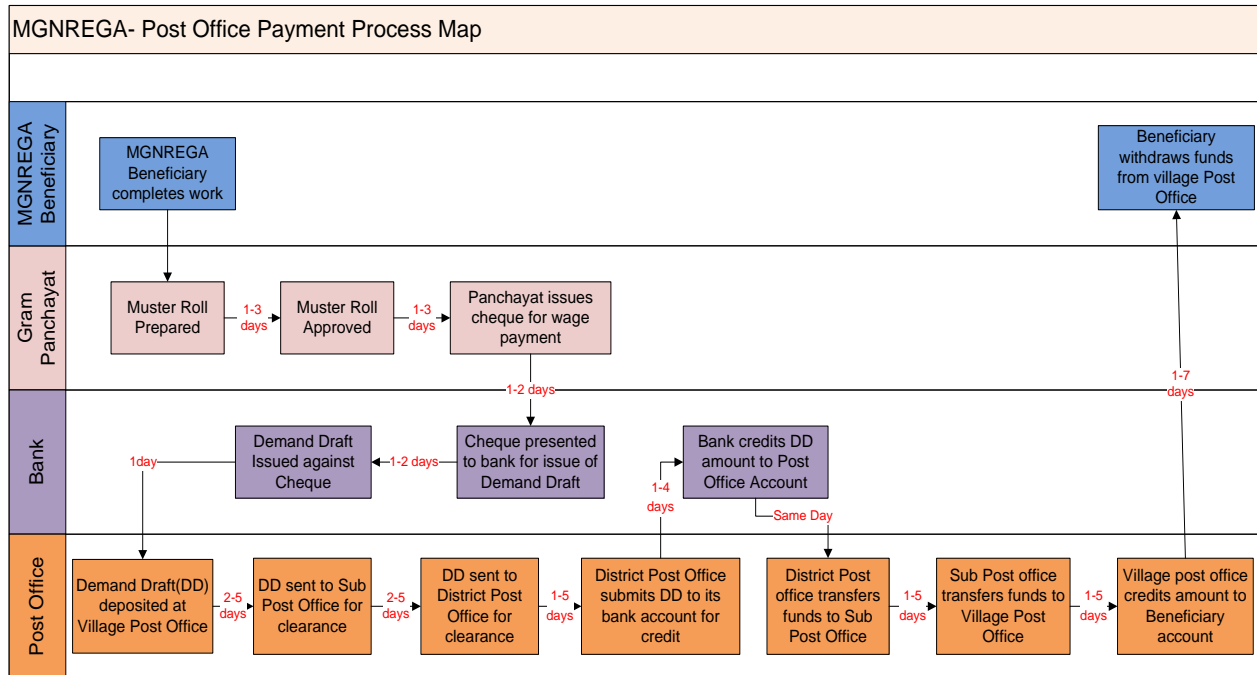 MGNREGA- Post Office Payment Process Map
MGNREGA
Beneficiary
MGNREGA
Beneficiary
completes work
Beneficiary
withdraws funds
from village Post
Office
Gram
Panchayat
Muster Roll
Prepared
1-3
days
Muster Roll
Approved
1-3
days
Panchayat issues
cheque for wage
payment
1-2 days
1-7
days
Bank
1day
Demand Draft
Issued against
Cheque
1-2 days
Cheque presented
to bank for issue of
Demand Draft
1-4
days
Bank credits DD
amount to Post
Office Account
Same Day
Post Office
Demand Draft(DD)
deposited at
Village Post Office
2-5
days
DD sent to Sub
Post Office for
clearance
2-5
days
DD sent to
District Post
Office for
clearance
1-5
days
District Post Office
submits DD to its
bank account for
credit
District Post
office transfers
funds to Sub
Post Office
1-5
days
Sub Post office
transfers funds to
Village Post
Office
1-5
days
Village post office
credits amount to
Beneficiary
account